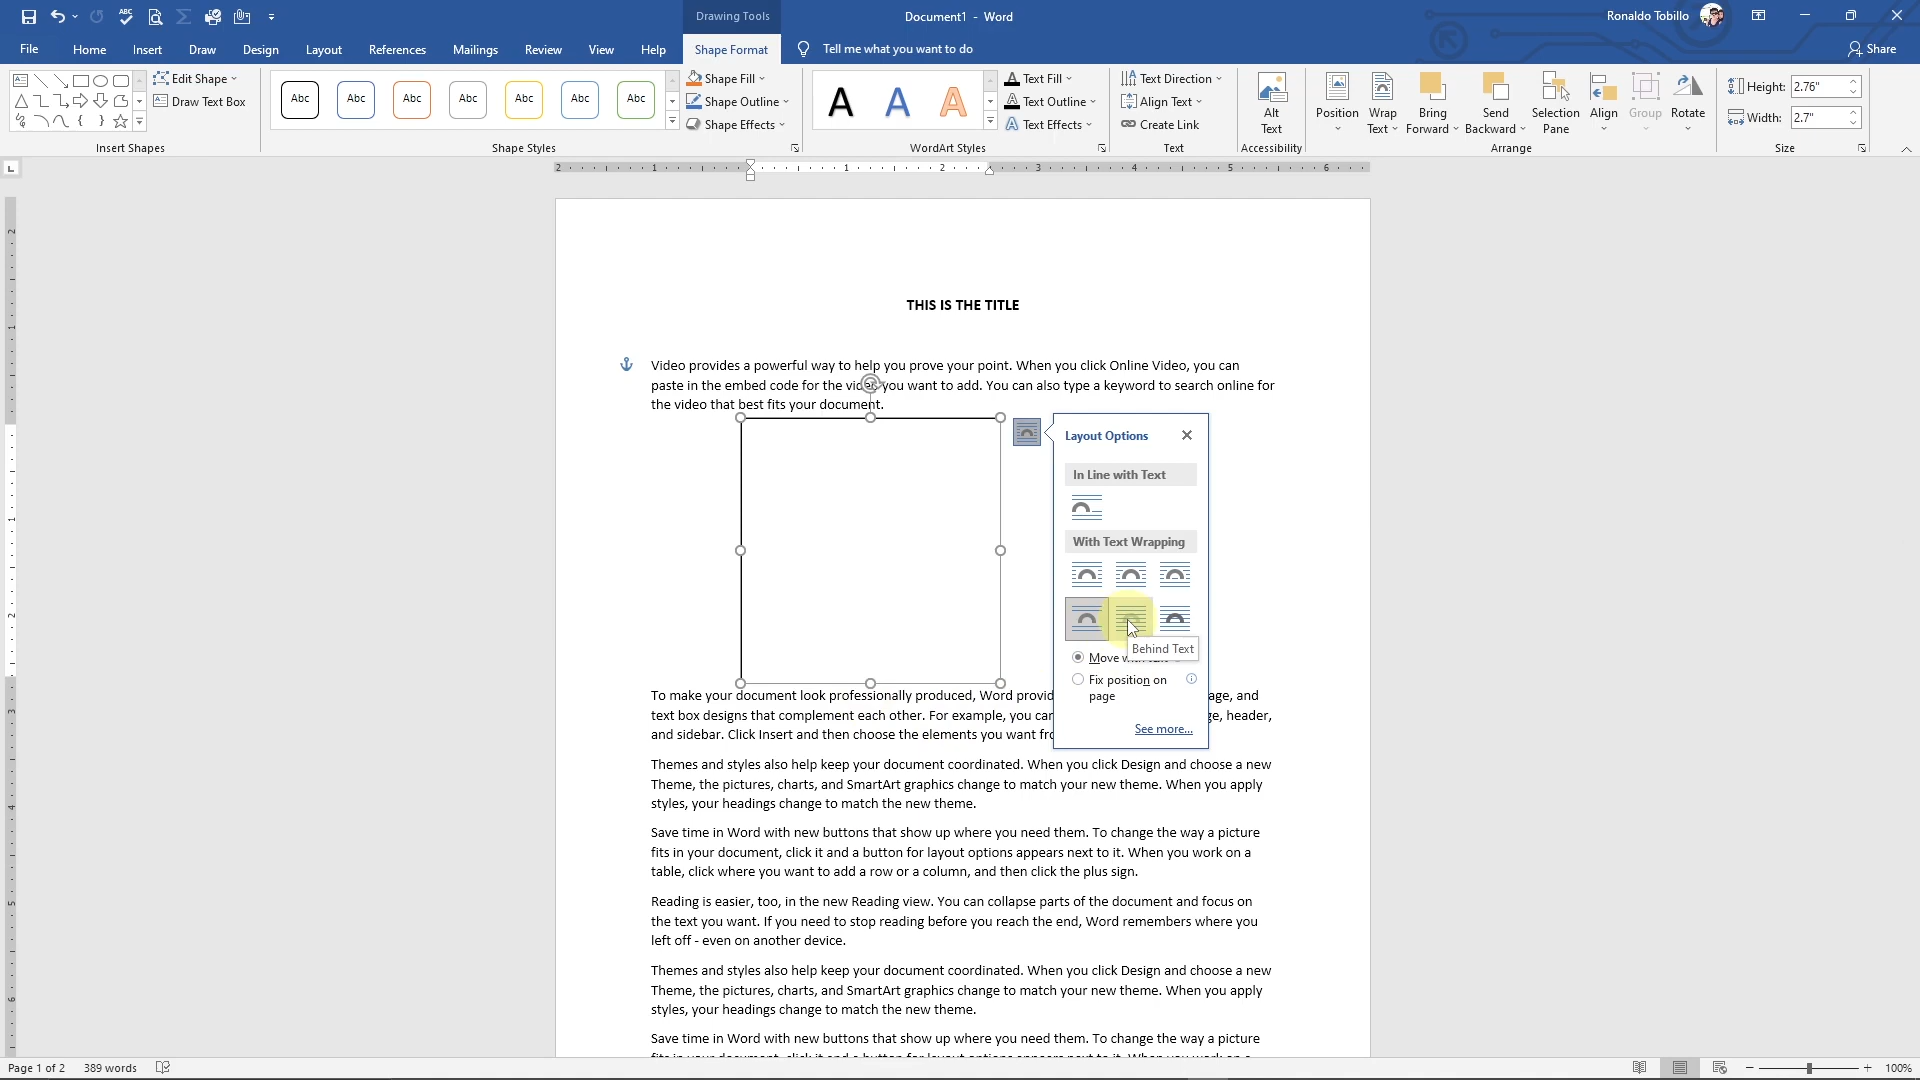 Drawing Tools
Document1 - Word
Ronaldo Tobillo
File Home Insert Draw Design Layout References Mailings Review View Help Shape Format Tell me what you want to do Share
Edit Shape
Draw Text Box
Insert Shapes
Abc Abc Abc Abc Abc Abc Abc
Shape Fill
Shape Outline
Shape Effects
Shape Styles
A A A
Text Fill
Text Outline
Text Effects
WordArt Styles
Text Direction
Align Text
Create Link
Text
Alt
Text
Accessibility
Position
Wrap
Text
Bring
Forward
Send
Backward
Selection
Pane
Align
Group
Rotate
Arrange
Height: 2.76"
Width: 2.7"
Size
2 1 1 2 3 4 5 6
THIS IS THE TITLE
Video provides a powerful way to help you prove your point. When you click Online Video, you can
paste in the embed code for the video you want to add. You can also type a keyword to search online for
the video that best fits your document.
Layout Options
In Line with Text
With Text Wrapping
Behind Text
Move
Fix position on
page
See more...
To make your document look professionally produced, Word provid age, and
text box designs that complement each other. For example, you can ge, header,
and sidebar. Click Insert and then choose the elements you want fro
Themes and styles also help keep your document coordinated. When you click Design and choose a new
Theme, the pictures, charts, and SmartArt graphics change to match your new theme. When you apply
styles, your headings change to match the new theme.
Save time in Word with new buttons that show up where you need them. To change the way a picture
fits in your document, click it and a button for layout options appears next to it. When you work on a
table, click where you want to add a row or a column, and then click the plus sign.
Reading is easier, too, in the new Reading view. You can collapse parts of the document and focus on
the text you want. If you need to stop reading before you reach the end, Word remembers where you
left off - even on another device.
Themes and styles also help keep your document coordinated. When you click Design and choose a new
Theme, the pictures, charts, and SmartArt graphics change to match your new theme. When you apply
styles, your headings change to match the new theme.
Save time in Word with new buttons that show up where you need them. To change the way a picture
Page 1 of 2 389 words 100%